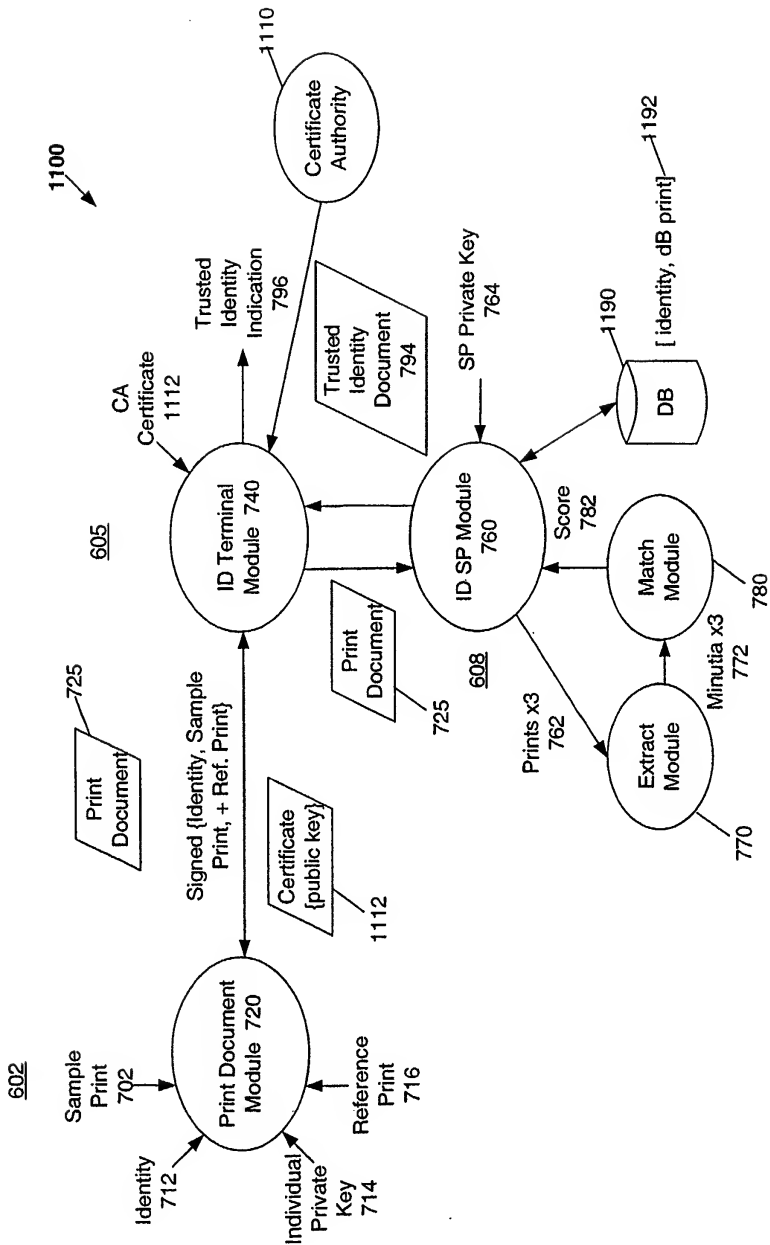 1100
602
605
608
Sample
Print
702
Identity
712
Individual
Private
Key
714
Reference
Print
716
Print Document
Module 720
Print
Document
725
Signed {Identity, Sample
Print, + Ref. Print}
Certificate
{public key}
1112
CA
Certificate
1112
ID Terminal
Module 740
Trusted
Identity
Indication
796
Certificate
Authority
1110
Print
Document
725
Trusted
Identity
Document
794
SP Private Key
764
ID SP Module
760
Prints x3
762
Extract
Module
770
Minutia x3
772
Match
Module
780
Score
782
DB
1190
[ identity, dB print]
1192